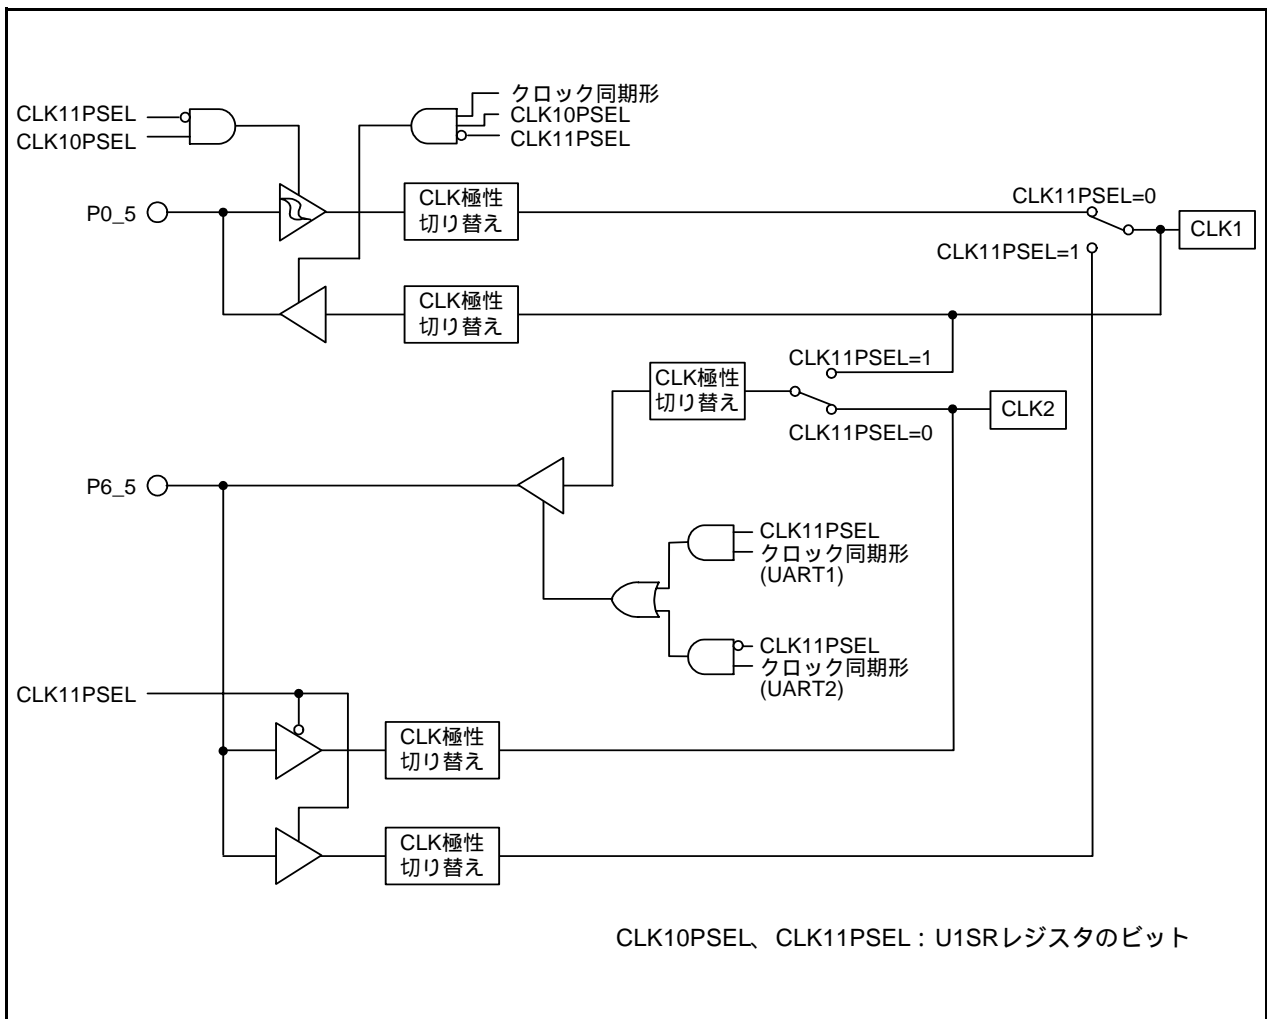 CLK11PSEL
CLK10PSEL
クロック同期形
CLK10PSEL
CLK11PSEL
P0_5
CLK極性
切り替え
CLK11PSEL=0
CLK1
CLK11PSEL=1
CLK極性
切り替え
CLK11PSEL=1
CLK極性
切り替え
CLK2
CLK11PSEL=0
P6_5
CLK11PSEL
クロック同期形
(UART1)
CLK11PSEL
クロック同期形
(UART2)
CLK11PSEL
CLK極性
切り替え
CLK極性
切り替え
CLK10PSEL、CLK11PSEL：U1SRレジスタのビット